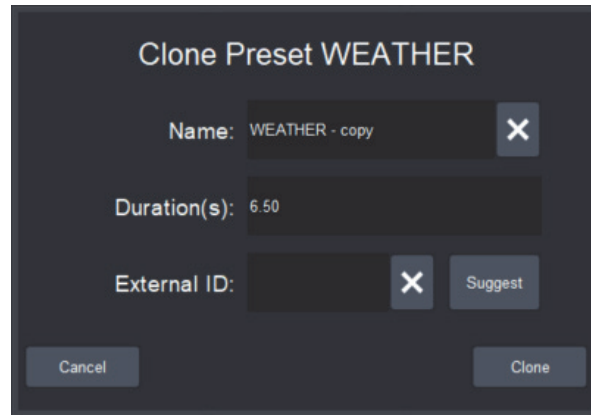 Clone Preset WEATHER
Name: WEATHER - copy
Duration(s): 6.50
External ID: Suggest
Cancel Clone